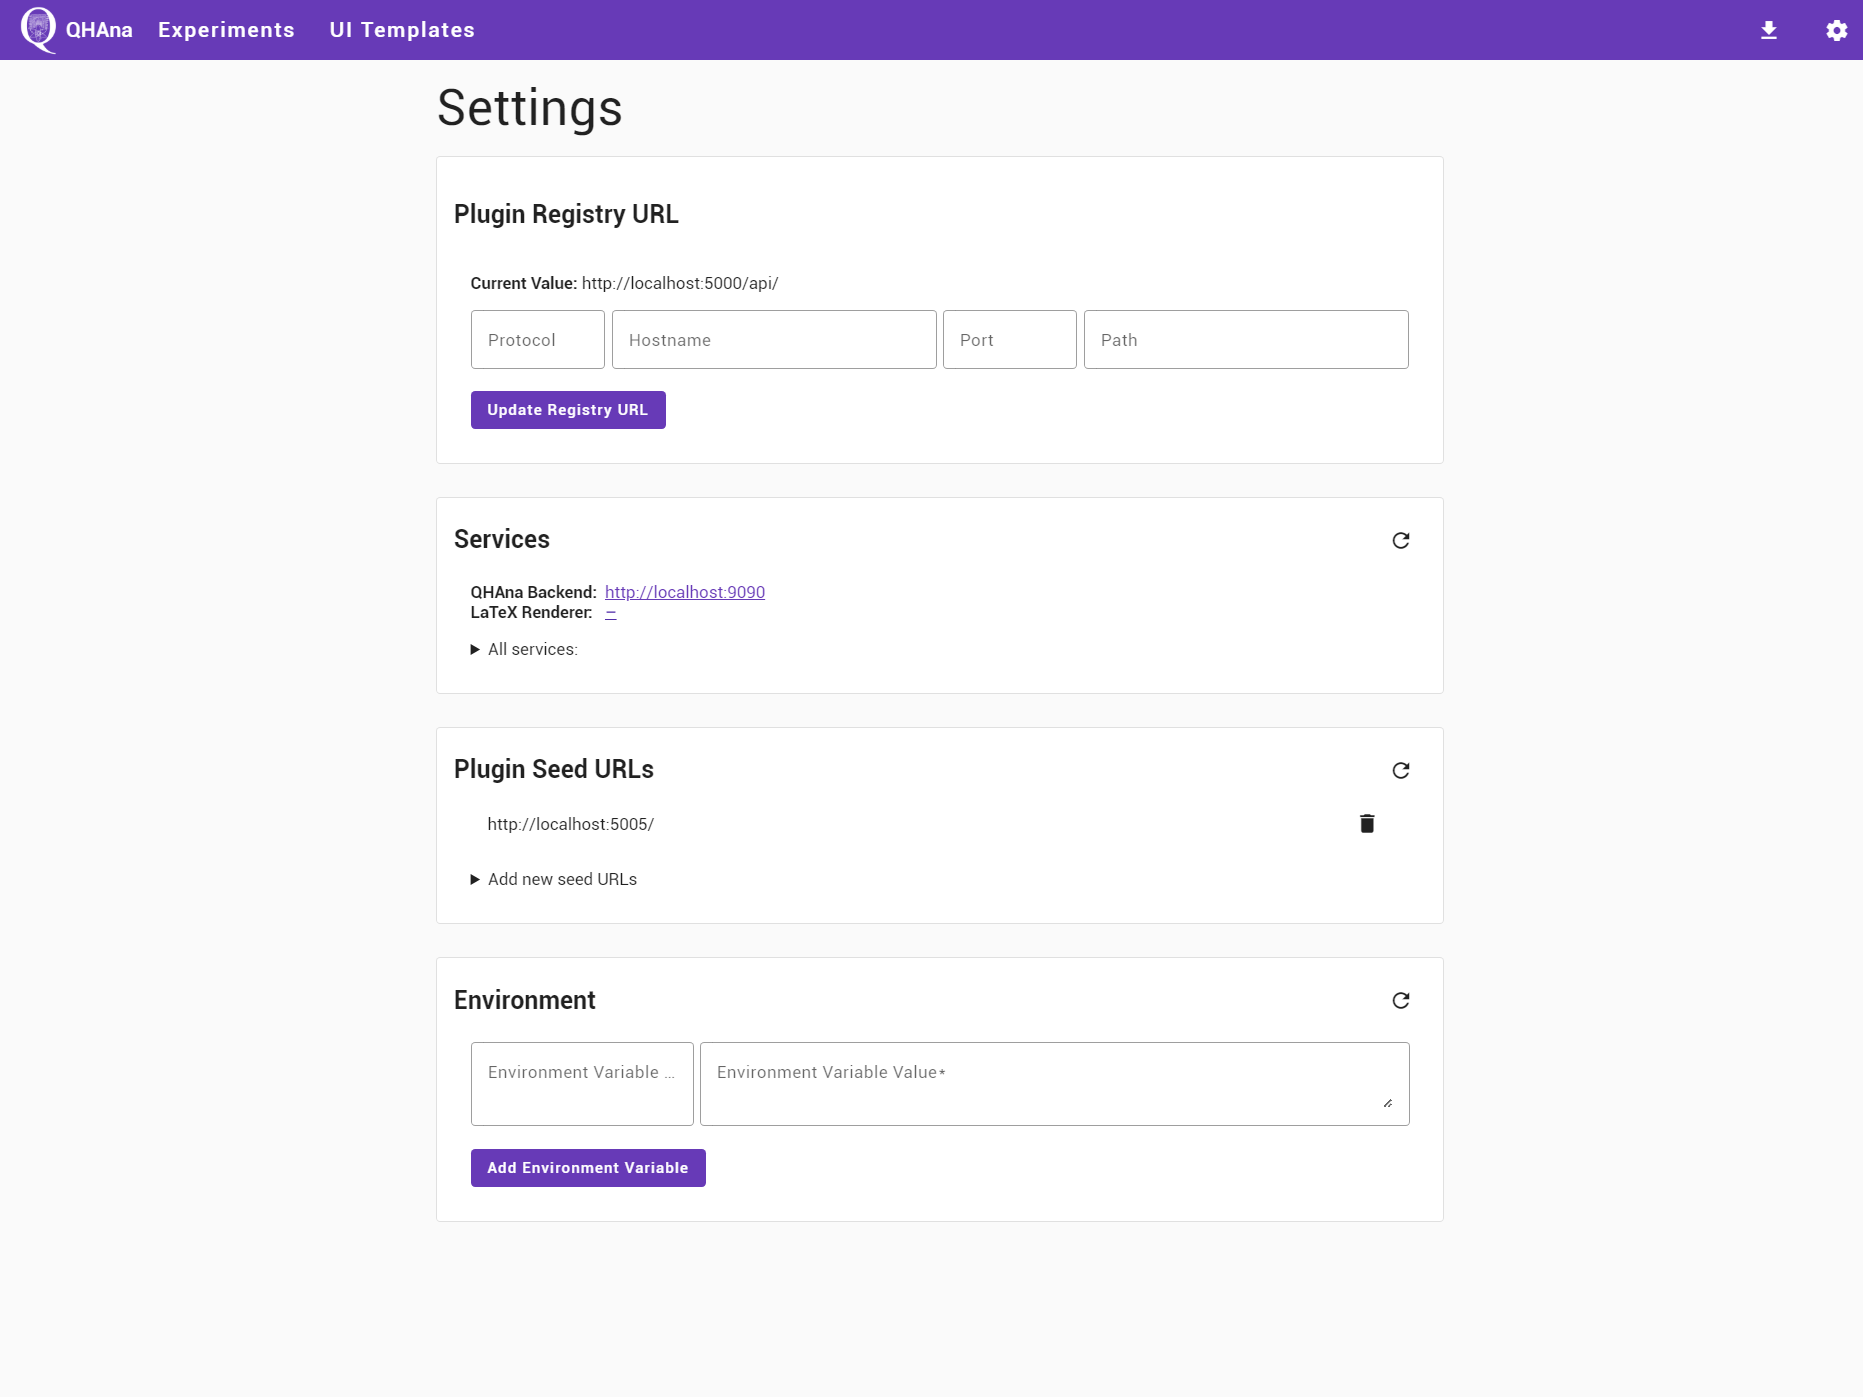 QHAna Experiments UI Templates
Settings
Plugin Registry URL
Current Value: http://localhost:5000/api/
Protocol Hostname Port Path
Update Registry URL
Services
QHAna Backend: http://localhost:9090
LaTeX Renderer: –
All services:
Plugin Seed URLs
http://localhost:5005/
Add new seed URLs
Environment
Environment Variable ... Environment Variable Value*
Add Environment Variable